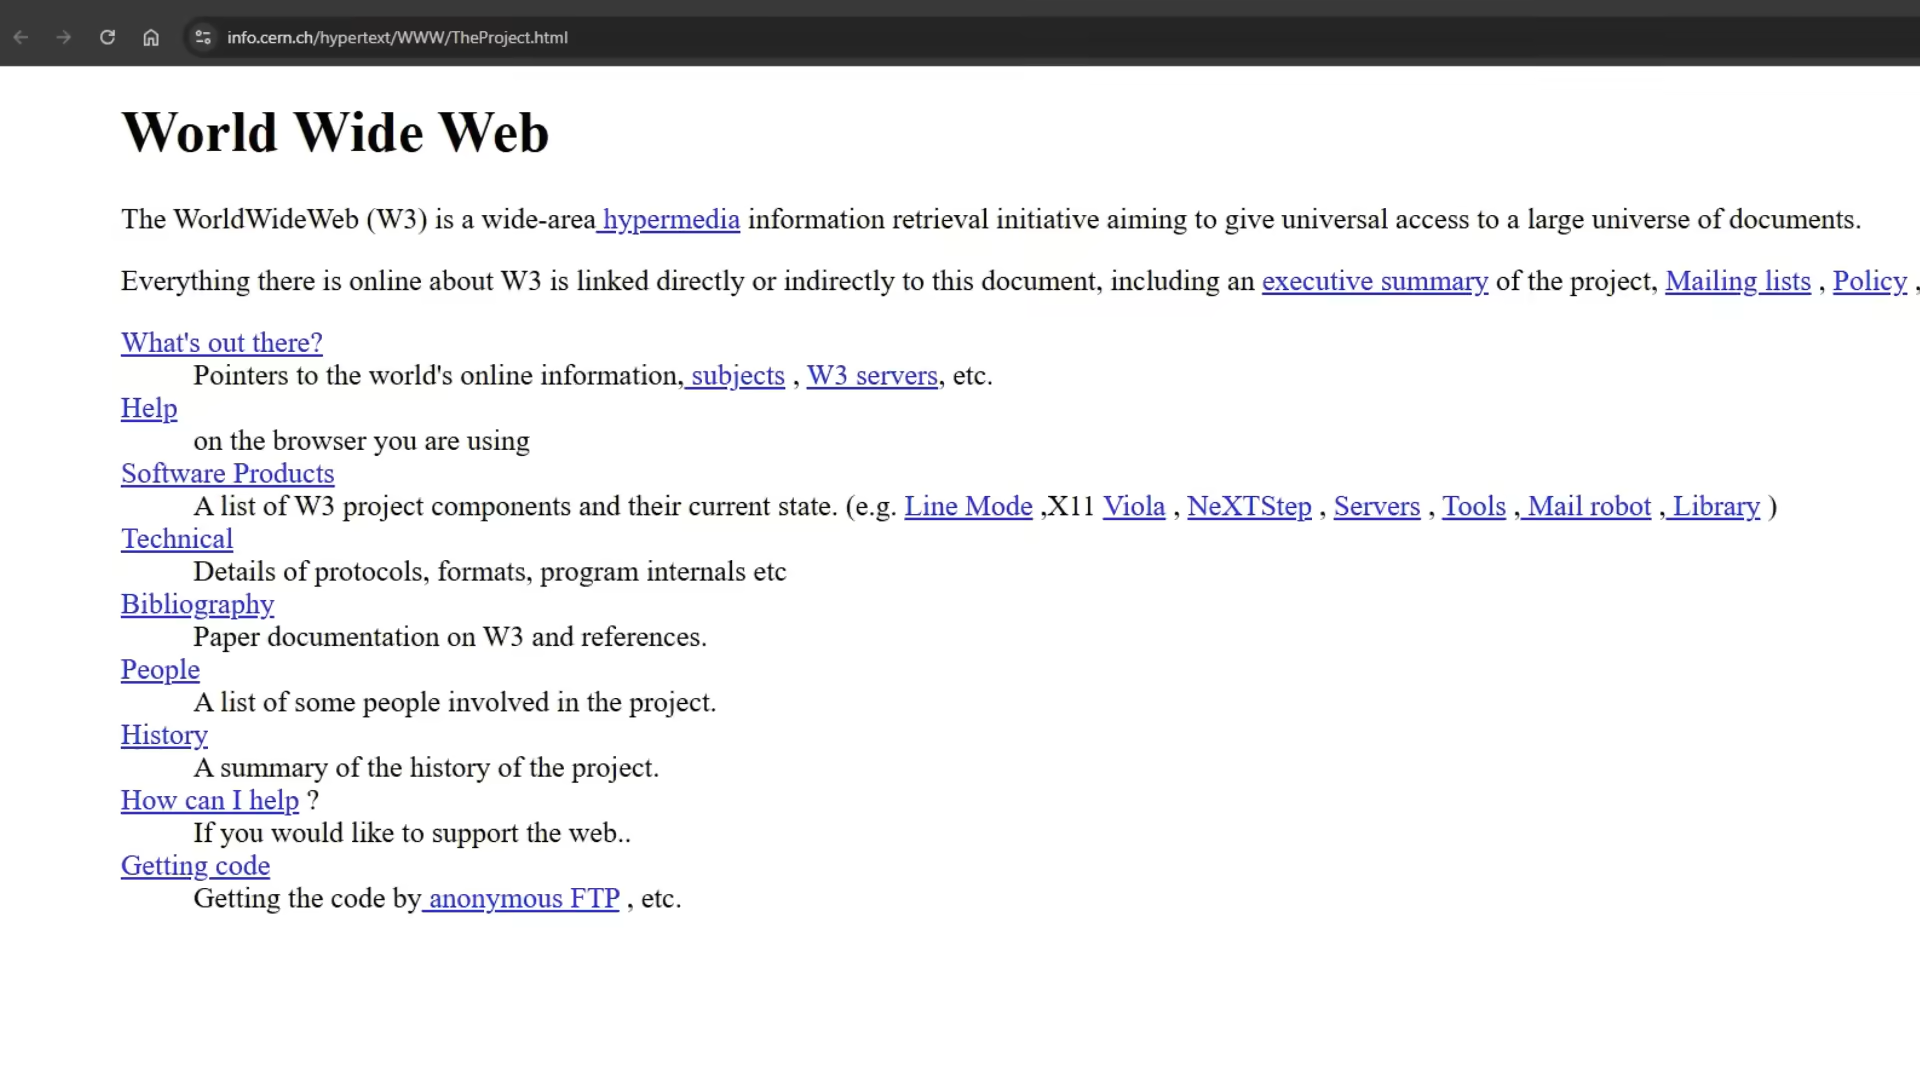 info.cern.ch/hypertext/WWW/TheProject.html
World Wide Web
The WorldWideWeb (W3) is a wide-area hypermedia information retrieval initiative aiming to give universal access to a large universe of documents.
Everything there is online about W3 is linked directly or indirectly to this document, including an executive summary of the project, Mailing lists , Policy ,
What's out there?
Pointers to the world's online information, subjects , W3 servers, etc.
Help
on the browser you are using
Software Products
A list of W3 project components and their current state. (e.g. Line Mode ,X11 Viola , NeXTStep , Servers , Tools , Mail robot , Library )
Technical
Details of protocols, formats, program internals etc
Bibliography
Paper documentation on W3 and references.
People
A list of some people involved in the project.
History
A summary of the history of the project.
How can I help ?
If you would like to support the web..
Getting code
Getting the code by anonymous FTP , etc.